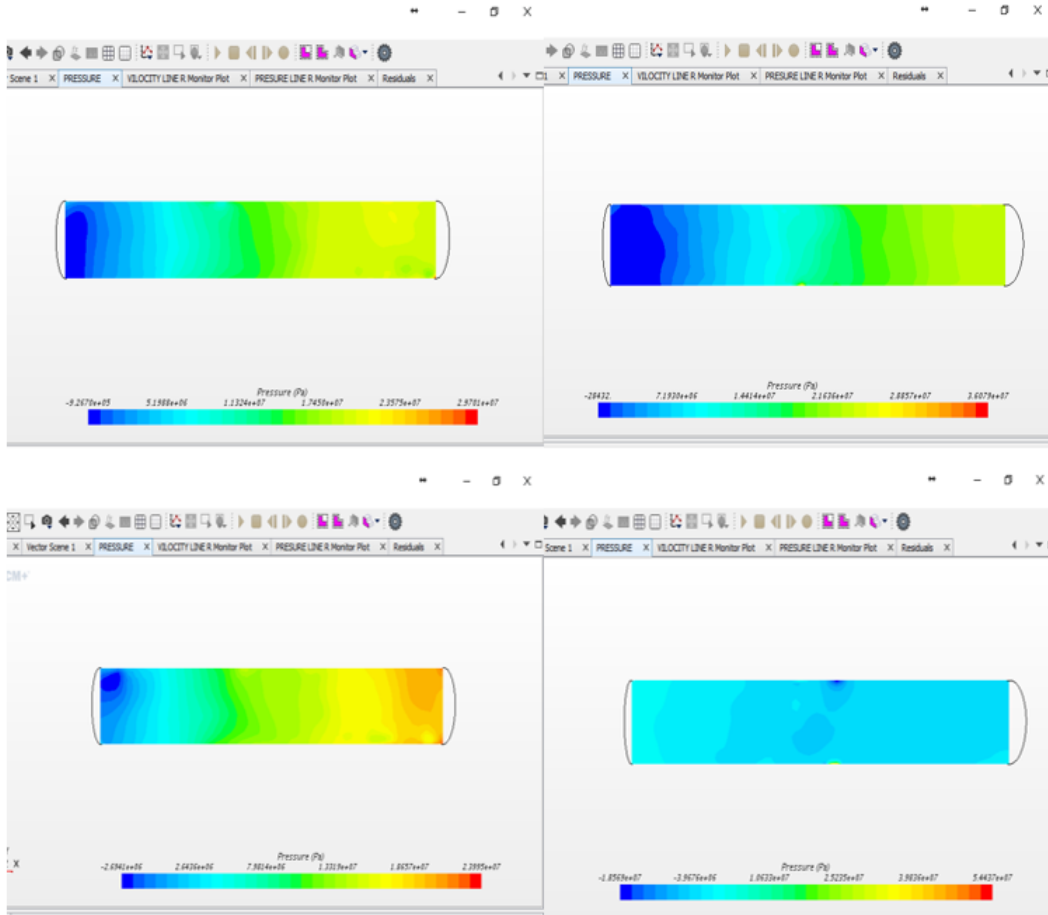 Scene 1 X PRESSURE X VILOCITY LINE R Monitor Plot X PRESURE LINE R Monitor Plot X Residuals X
Pressure (Pa)
-9.2670e+05 5.1988e+06 1.1324e+07 1.7450e+07 2.3575e+07 2.9701e+07
1 X PRESSURE X VILOCITY LINE R Monitor Plot X PRESURE LINE R Monitor Plot X Residuals X
Pressure (Pa)
-28432. 7.1930e+06 1.4414e+07 2.1636e+07 2.8857e+07 3.6079e+07
X Vector Scene 1 X PRESSURE X VILOCITY LINE R Monitor Plot X PRESURE LINE R Monitor Plot X Residuals X
CM+
X
Pressure (Pa)
-2.6941e+06 2.6436e+06 7.9814e+06 1.3319e+07 1.8657e+07 2.3995e+07
Scene 1 X PRESSURE X VILOCITY LINE R Monitor Plot X PRESURE LINE R Monitor Plot X Residuals X
Pressure (Pa)
-1.8569e+07 -3.9676e+06 1.0633e+07 2.5235e+07 3.9836e+07 5.4437e+07